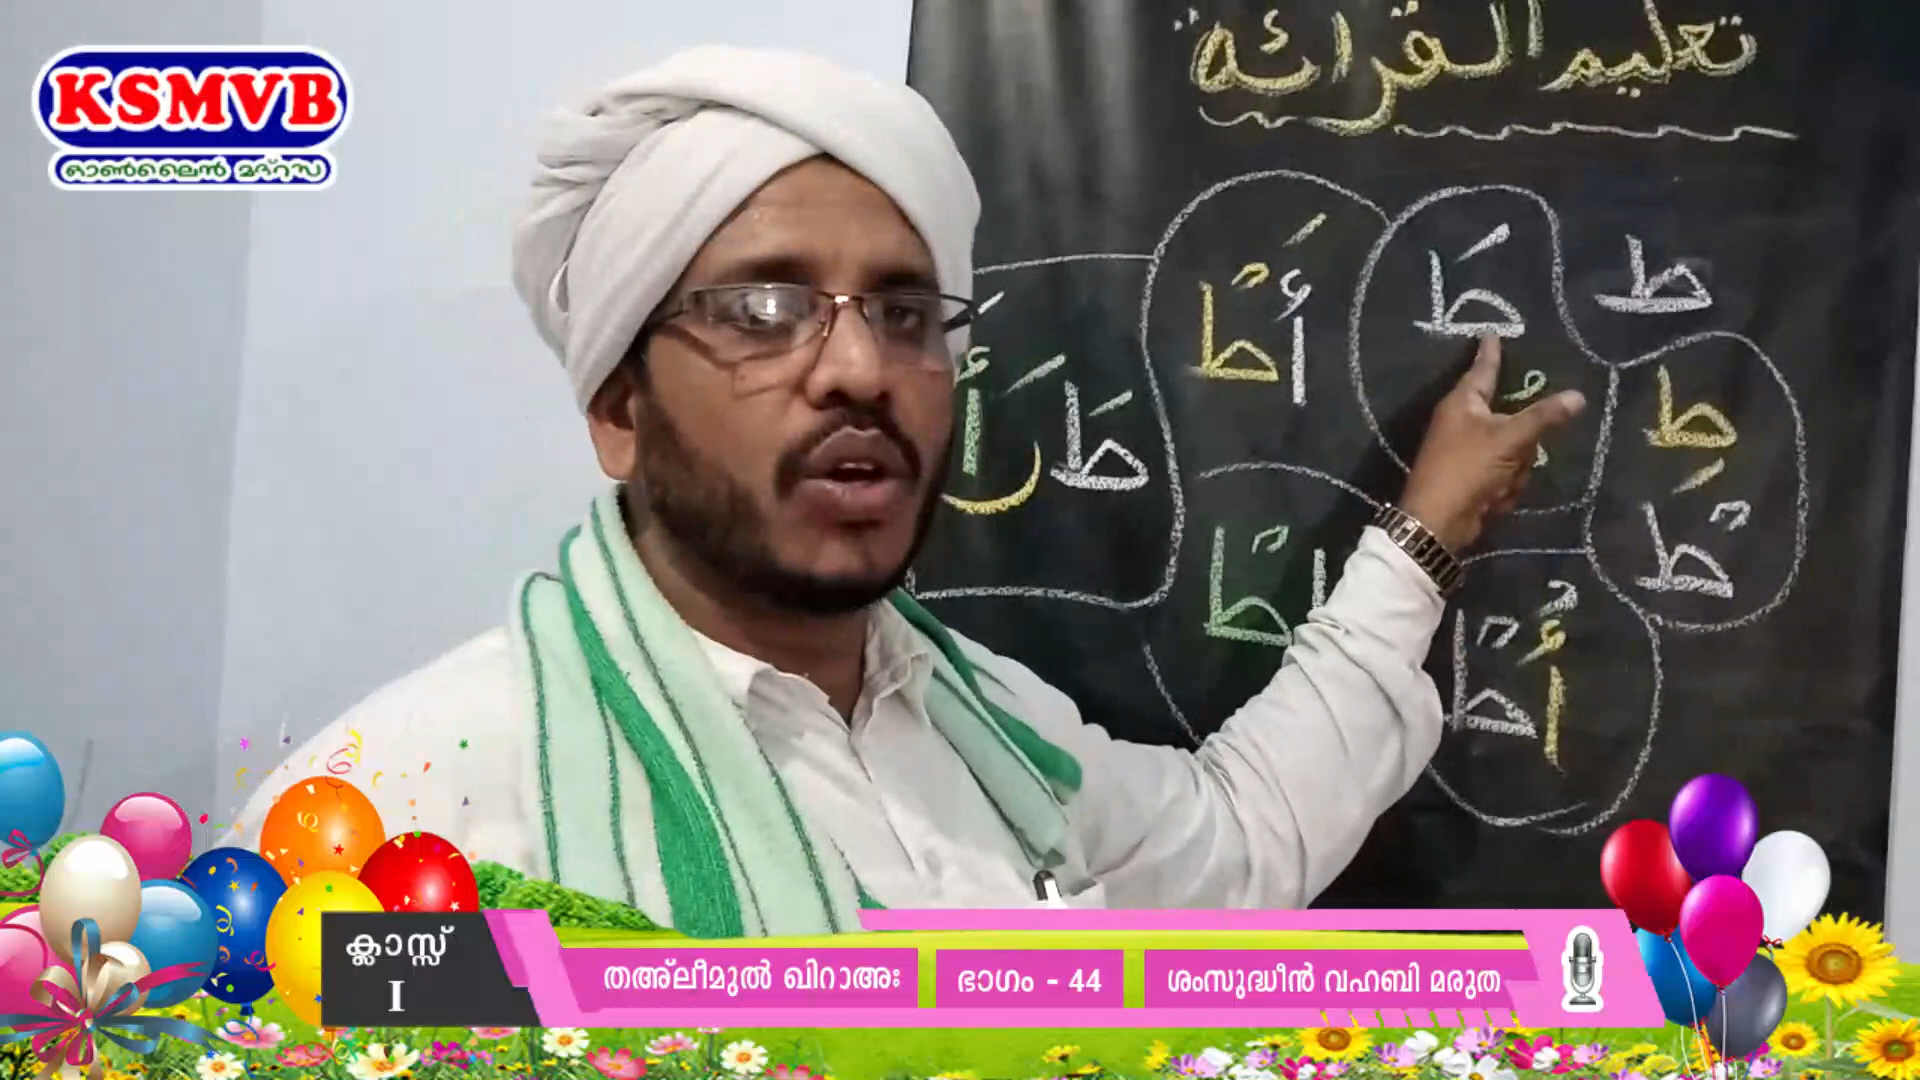 KSMVB
ഓൺലൈൻ മദ്റസ
تعليم القرائة
ط
طَ
أَطْ
طِ
طَ رَ أَ
طْ
أُطْ
ക്ലാസ്സ്
I
തഅ്ലീമുൽ ഖിറാഅഃ
ഭാഗം - 44
ശംസുദ്ധീൻ വഹബി മരുത